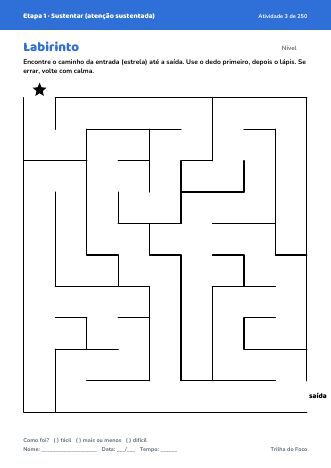 Etapa 1 · Sustentar (atenção sustentada)
Atividade 3 de 250
Labirinto
Nível
Encontre o caminho da entrada (estrela) até a saída. Use o dedo primeiro, depois o lápis. Se
errar, volte com calma.
saída
Como foi? ( ) fácil ( ) mais ou menos ( ) difícil
Nome: ____________________ Data: ___/___ Tempo: ______
Trilha do Foco